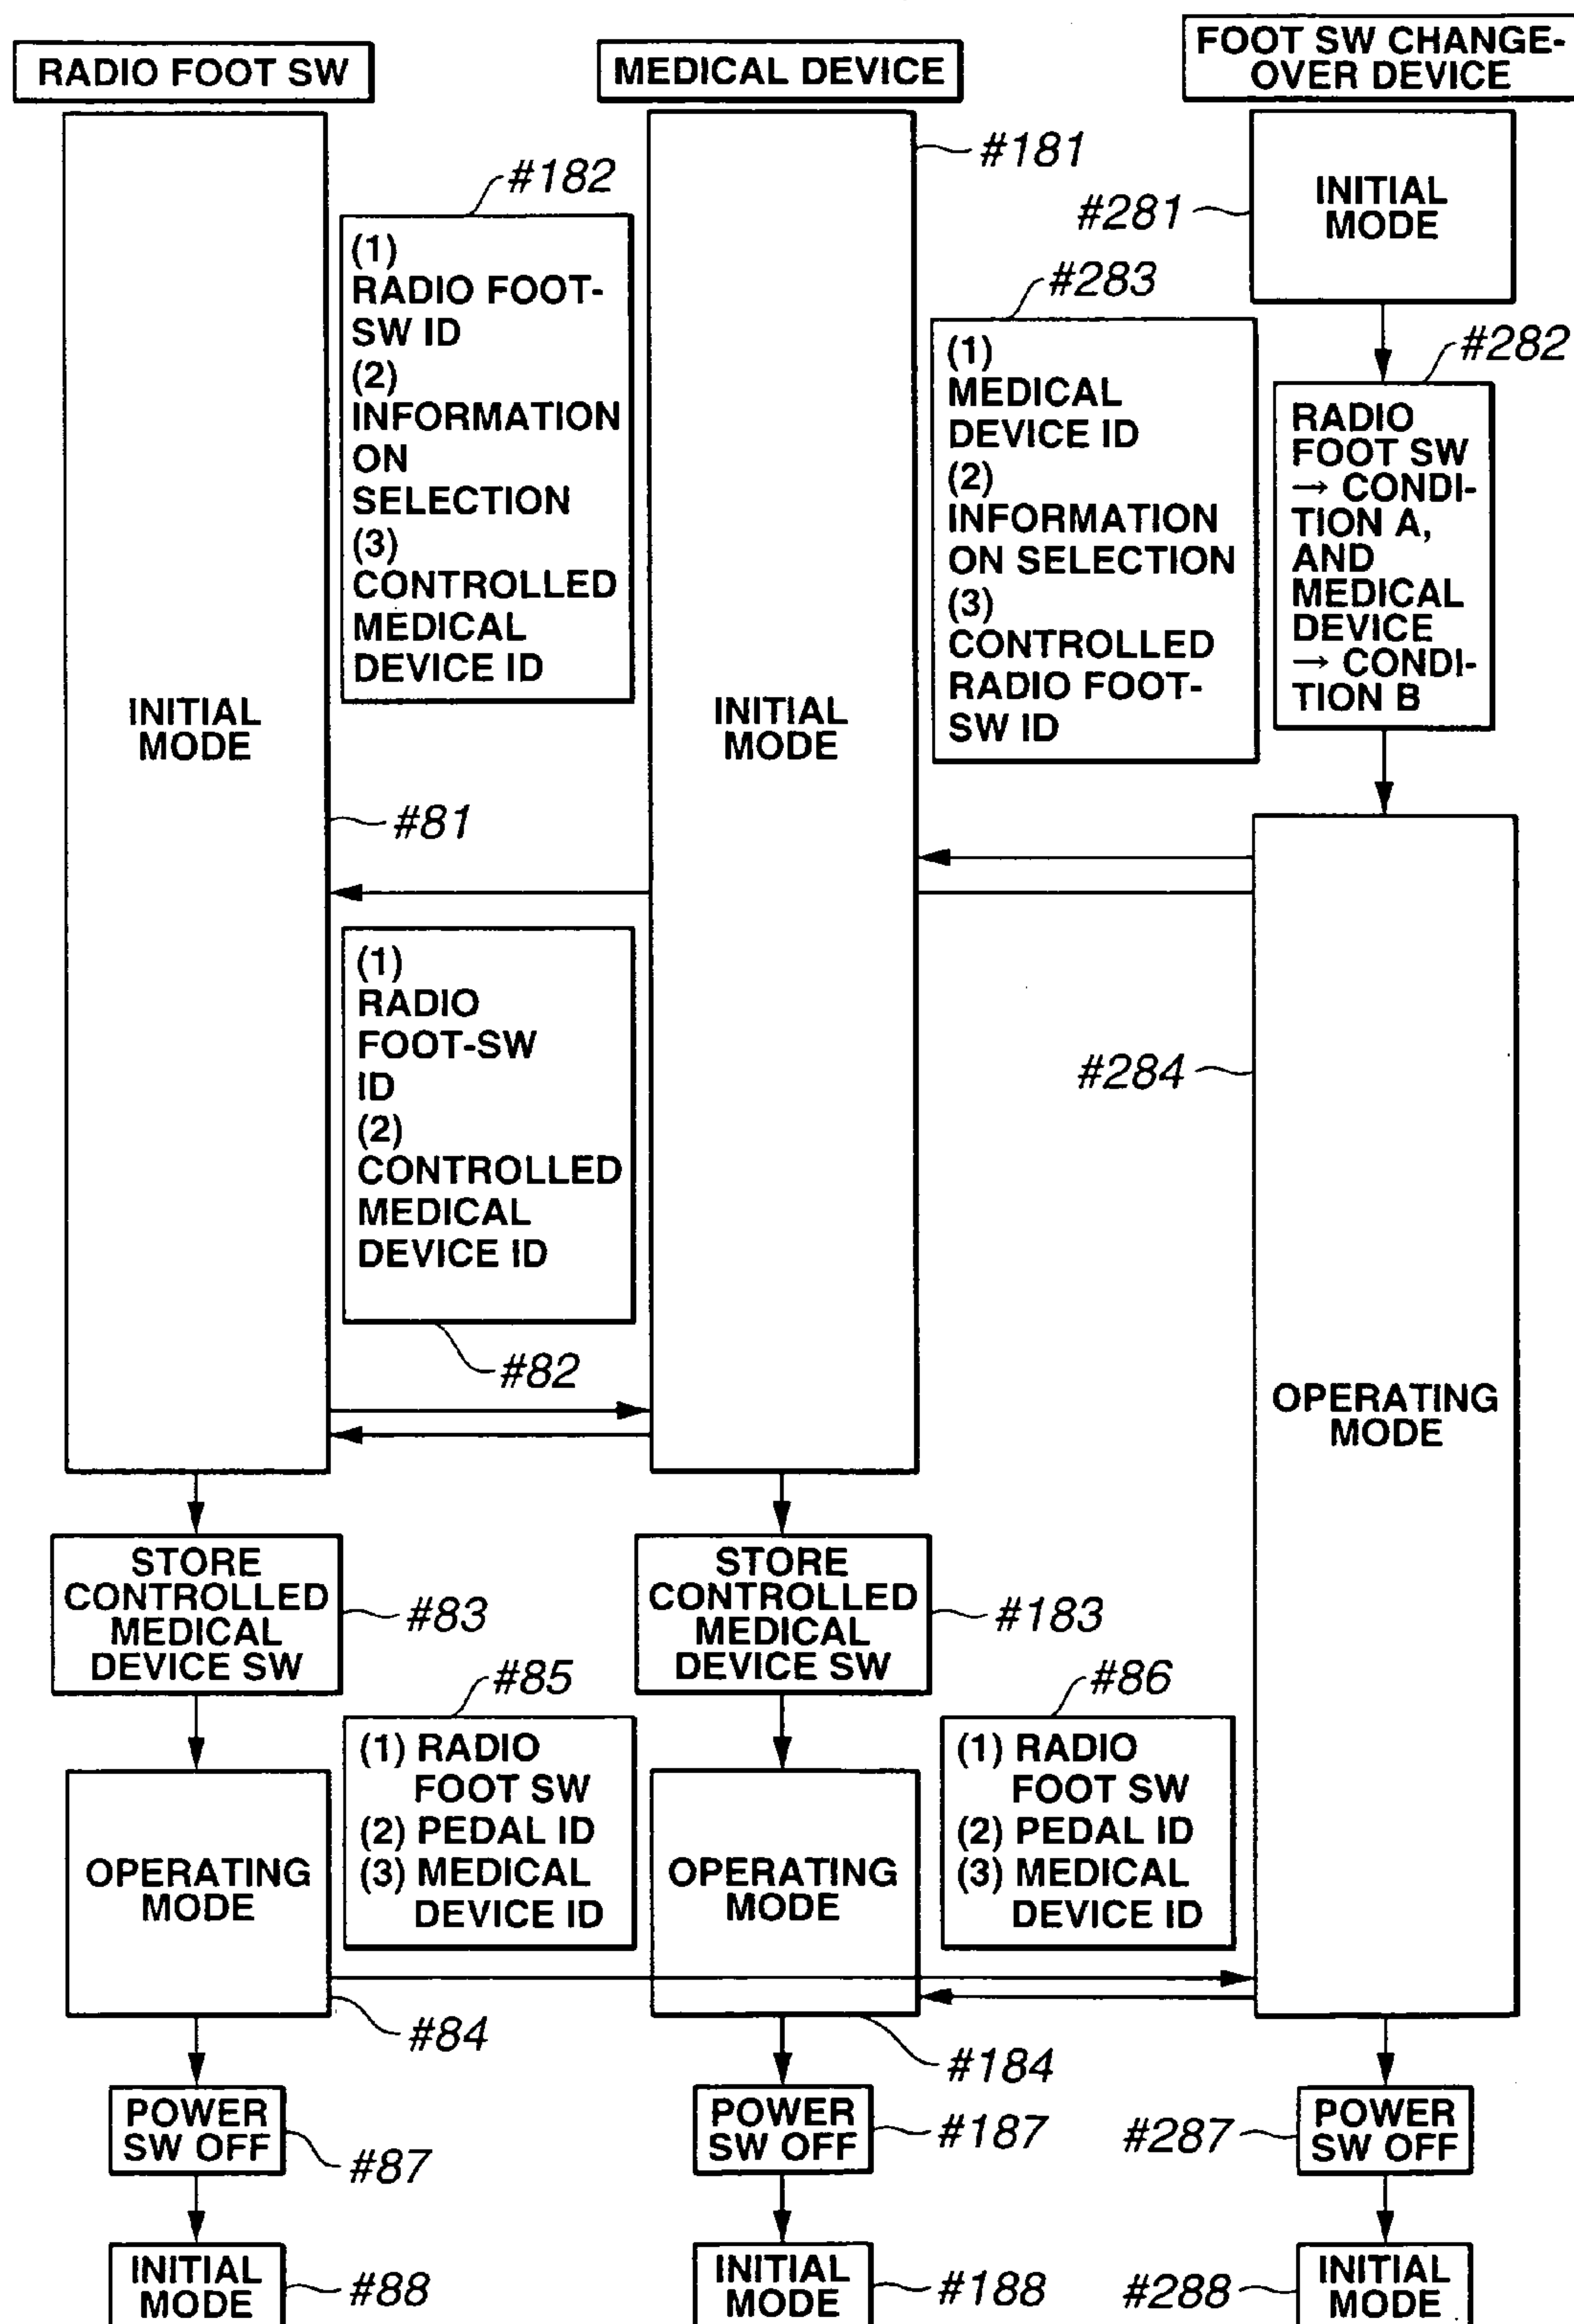 RADIO FOOT SW
MEDICAL DEVICE
FOOT SW CHANGE-
OVER DEVICE
#181
#182
#281
INITIAL
MODE
#283
#282
(1)
RADIO FOOT-
SW ID
(2)
INFORMATION
ON
SELECTION
(3)
CONTROLLED
MEDICAL
DEVICE ID
(1)
MEDICAL
DEVICE ID
(2)
INFORMATION
ON SELECTION
(3)
CONTROLLED
RADIO FOOT-
SW ID
RADIO
FOOT SW
→ CONDI-
TION A,
AND
MEDICAL
DEVICE
→ CONDI-
TION B
INITIAL
MODE
INITIAL
MODE
#81
(1)
RADIO
FOOT-SW
ID
(2)
CONTROLLED
MEDICAL
DEVICE ID
#284
#82
OPERATING
MODE
STORE
CONTROLLED
MEDICAL
DEVICE SW
#83
STORE
CONTROLLED
MEDICAL
DEVICE SW
#183
#85
#86
OPERATING
MODE
(1) RADIO
FOOT SW
(2) PEDAL ID
(3) MEDICAL
DEVICE ID
OPERATING
MODE
(1) RADIO
FOOT SW
(2) PEDAL ID
(3) MEDICAL
DEVICE ID
#84
#184
POWER
SW OFF
#87
POWER
SW OFF
#187
#287
POWER
SW OFF
INITIAL
MODE
#88
INITIAL
MODE
#188
#288
INITIAL
MODE